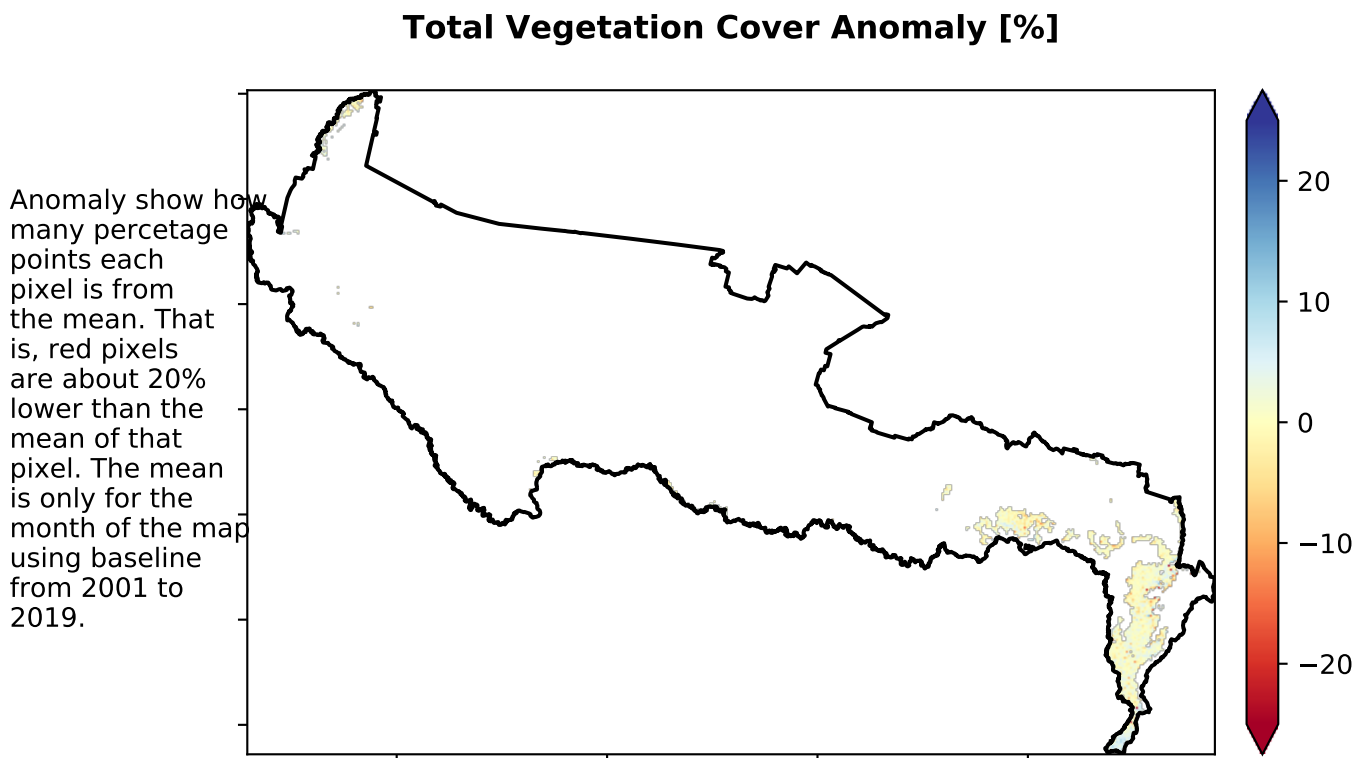 Total Vegetation Cover Anomaly [%]
Anomaly show how
many percetage
points each
pixel is from
the mean. That
is, red pixels
are about 20%
lower than the
mean of that
pixel. The mean
is only for the
month of the map
using baseline
from 2001 to
2019.
20
10
0
−10
−20